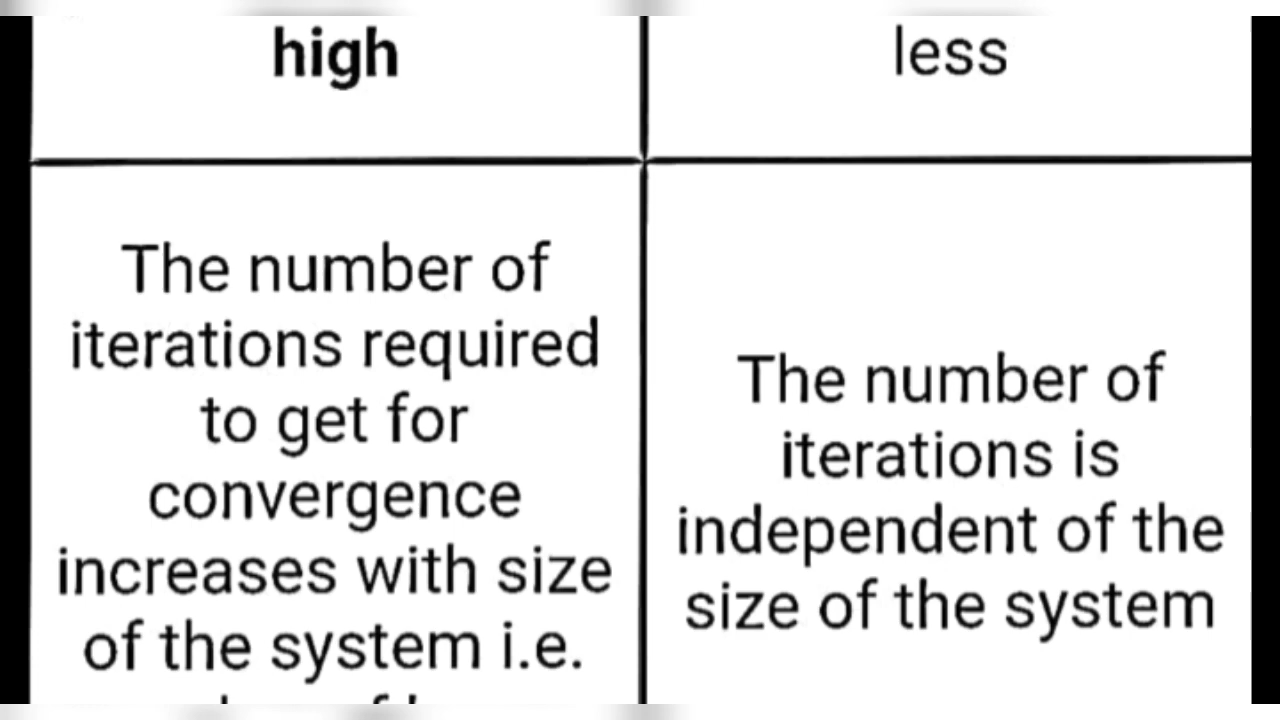 high
less
The number of
iterations required
to get for
convergence
increases with size
of the system i.e.
The number of
iterations is
independent of the
size of the system